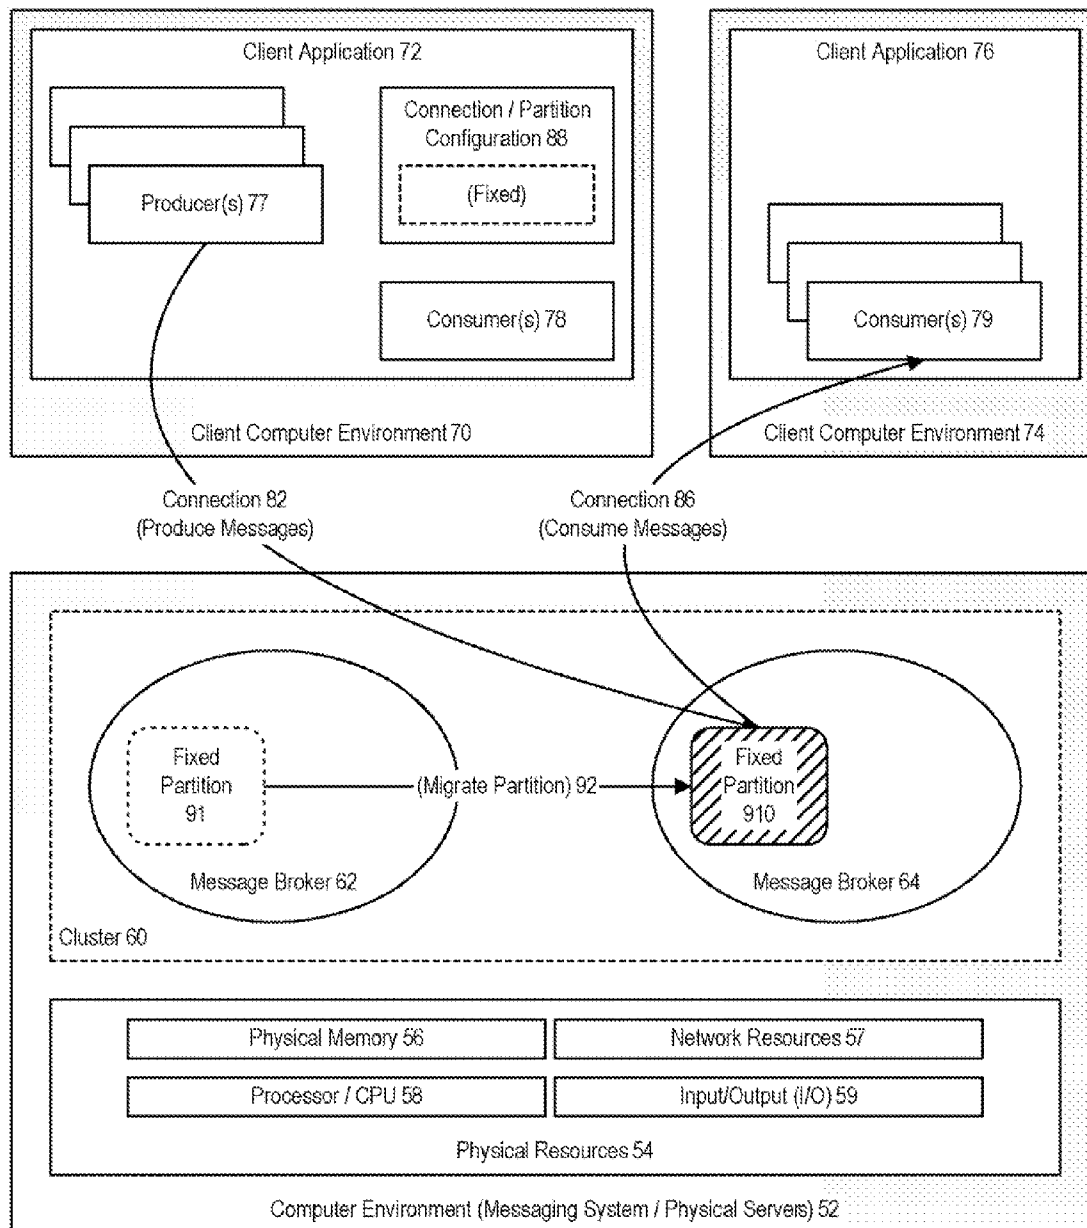 Client Application 72
Connection / Partition
Configuration 88
(Fixed)
Producer(s) 77
Consumer(s) 78
Client Computer Environment 70
Client Application 76
Consumer(s) 79
Client Computer Environment 74
Connection 82
(Produce Messages)
Connection 86
(Consume Messages)
Fixed
Partition
91
(Migrate Partition) 92
Fixed
Partition
910
Message Broker 62
Message Broker 64
Cluster 60
Physical Memory 56
Network Resources 57
Processor / CPU 58
Input/Output (I/O) 59
Physical Resources 54
Computer Environment (Messaging System / Physical Servers) 52